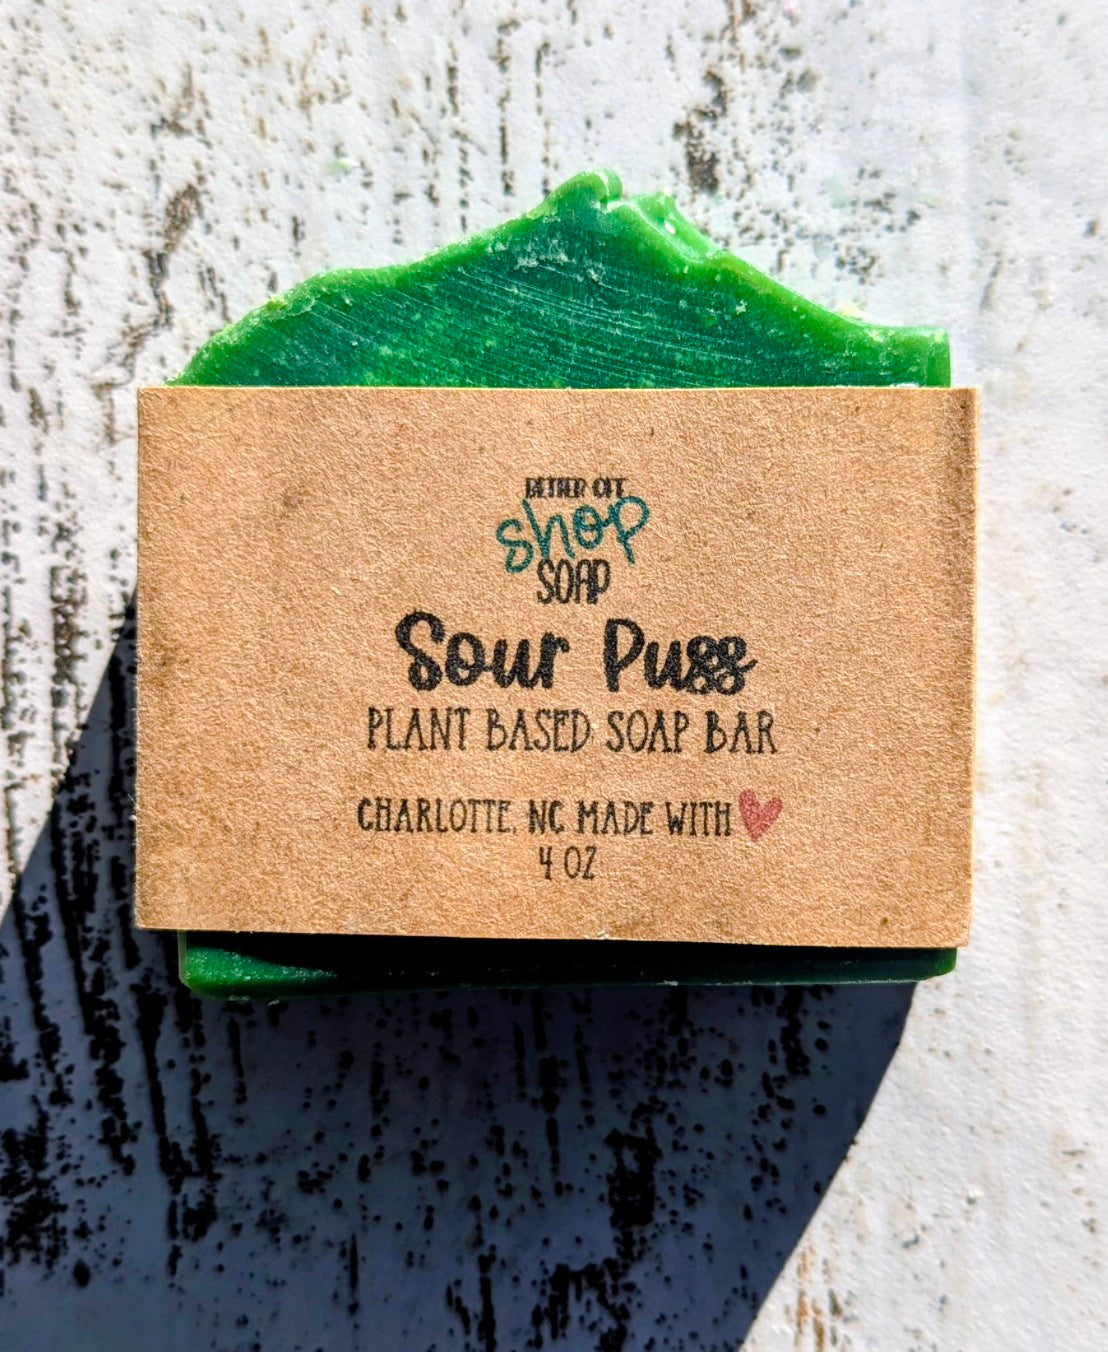 BETTER OFF
shop
SOAP
Sour Puss
PLANT BASED SOAP BAR
CHARLOTTE, NC MADE WITH
4 OZ